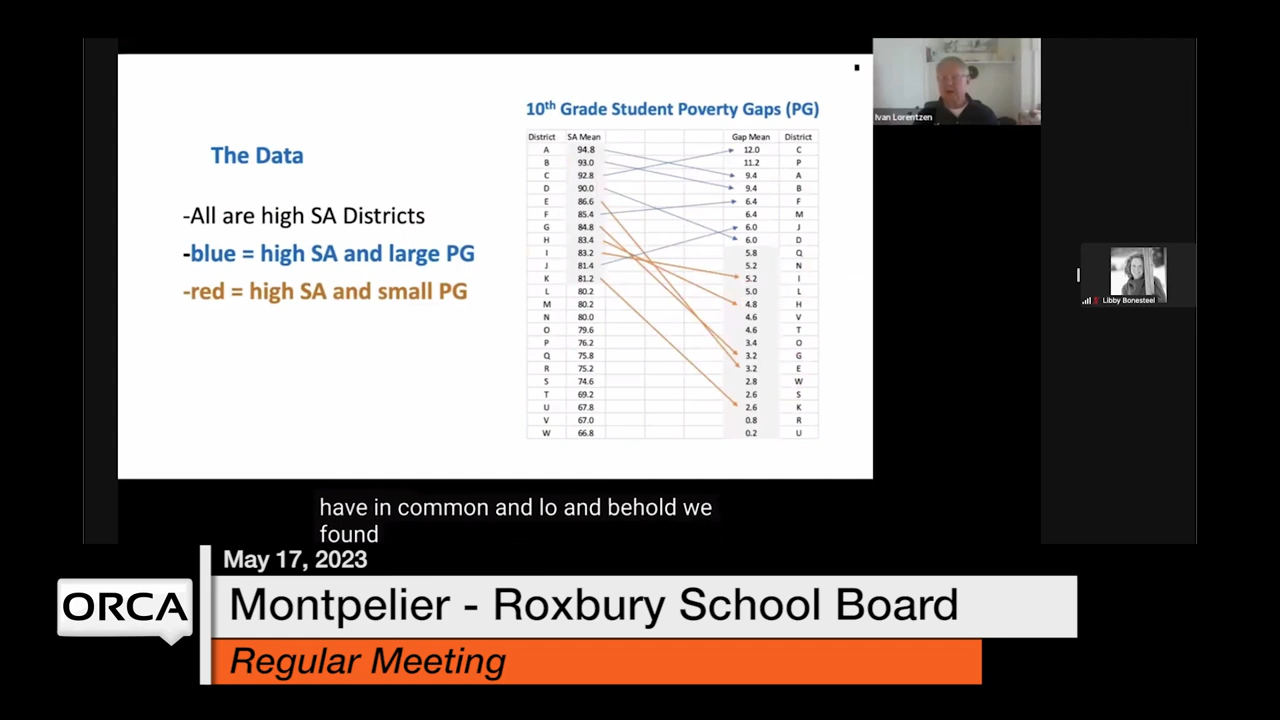 10th Grade Student Poverty Gaps (PG)
The Data
-All are high SA Districts
-blue = high SA and large PG
-red = high SA and small PG
District SA Mean Gap Mean District
A 94.8 12.0 C
B 93.0 11.2 P
C 92.8 9.4 A
D 90.0 9.4 B
E 86.6 6.4 F
F 85.4 6.4 M
G 84.8 6.0 J
H 83.4 6.0 D
I 83.2 5.8 Q
J 81.4 5.2 N
K 81.2 5.2 I
L 80.2 5.0 L
M 80.2 4.8 H
N 80.0 4.6 V
O 79.6 4.6 T
P 76.2 3.4 O
Q 75.8 3.2 G
R 75.2 3.2 E
S 74.6 2.8 W
T 69.2 2.6 S
U 67.8 2.6 K
V 67.0 0.8 R
W 66.8 0.2 U
Ivan Lorentzen
Libby Bonesteel
have in common and lo and behold we
found
May 17, 2023
ORCA
Montpelier - Roxbury School Board
Regular Meeting